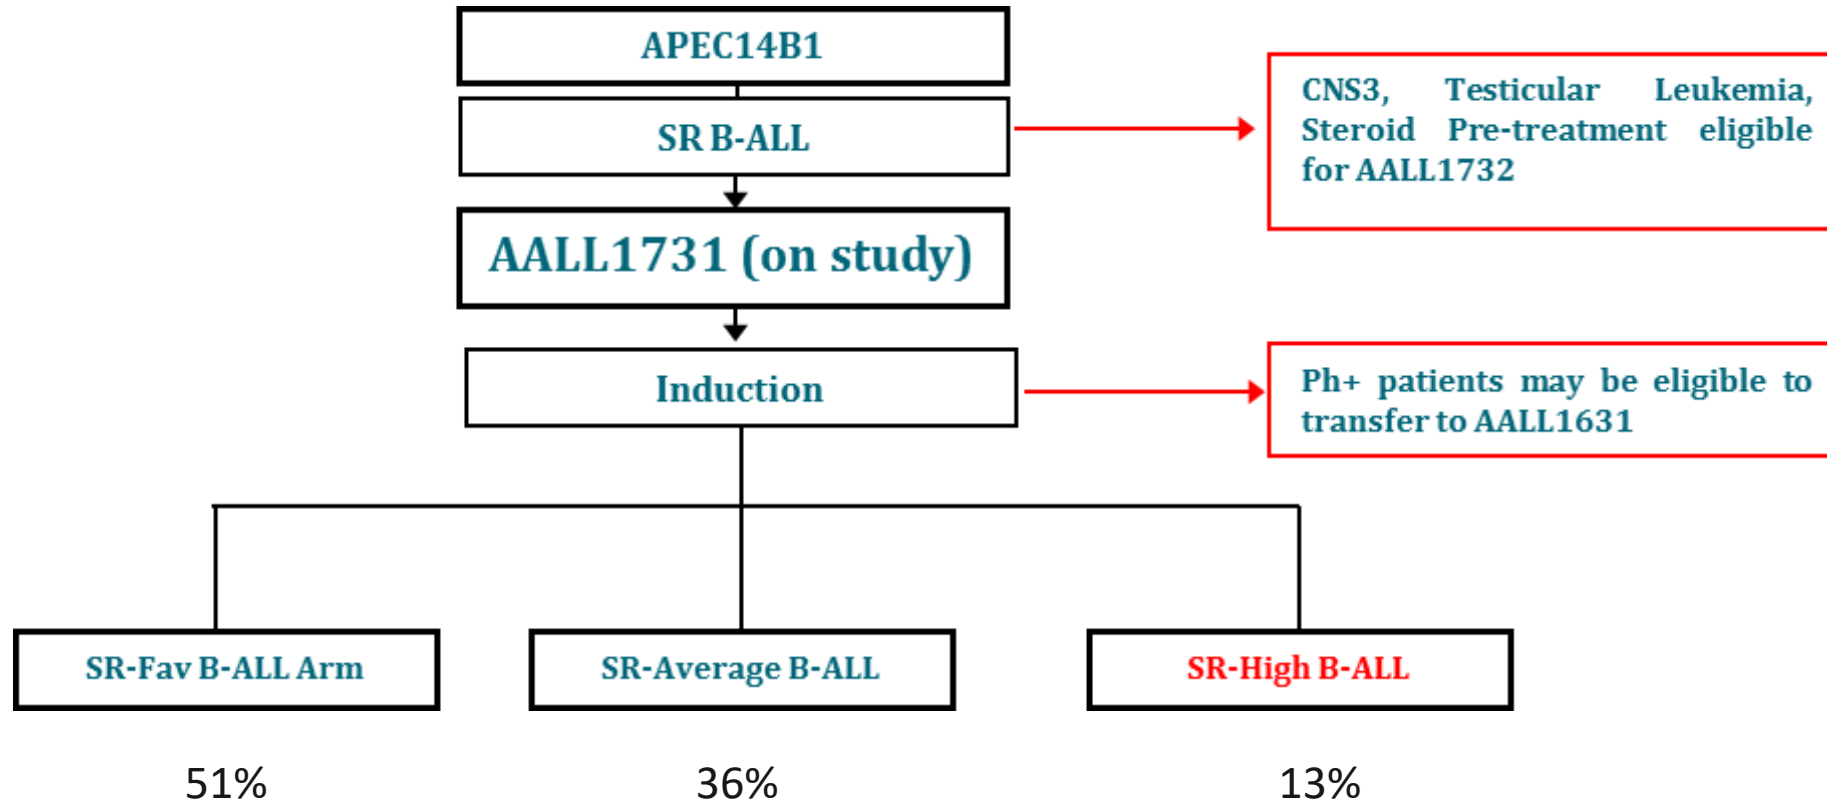 APEC14B1
SR B-ALL
CNS3, Testicular Leukemia,
Steroid Pre-treatment eligible
for AALL1732
AALL1731 (on study)
Induction
Ph+ patients may be eligible to
transfer to AALL1631
SR-Fav B-ALL Arm
SR-Average B-ALL
SR-High B-ALL
51%
36%
13%